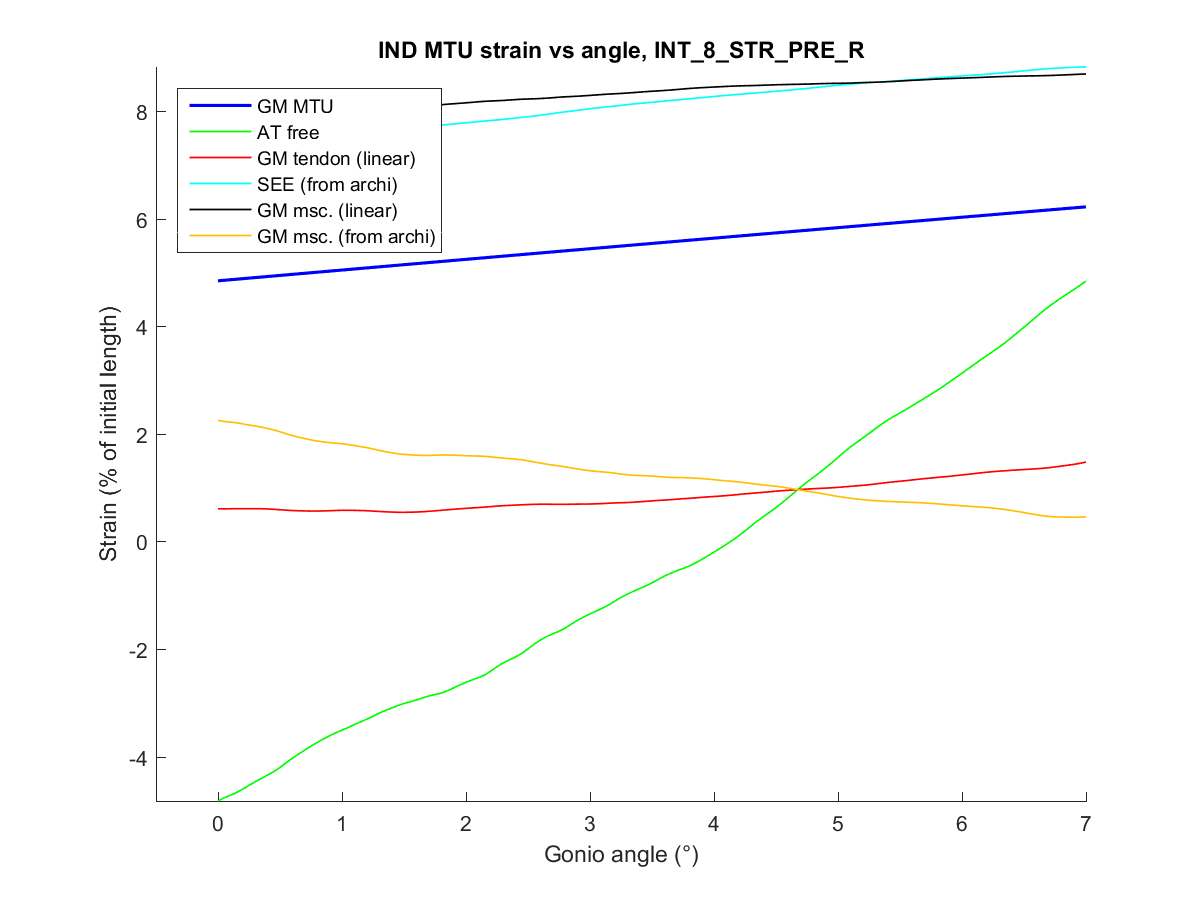 IND MTU strain vs angle, INT_8_STR_PRE_R
GM MTU
AT free
GM tendon (linear)
SEE (from archi)
GM msc. (linear)
GM msc. (from archi)
Strain (% of initial length)
8
6
4
2
0
-2
-4
0 1 2 3 4 5 6 7
Gonio angle (°)